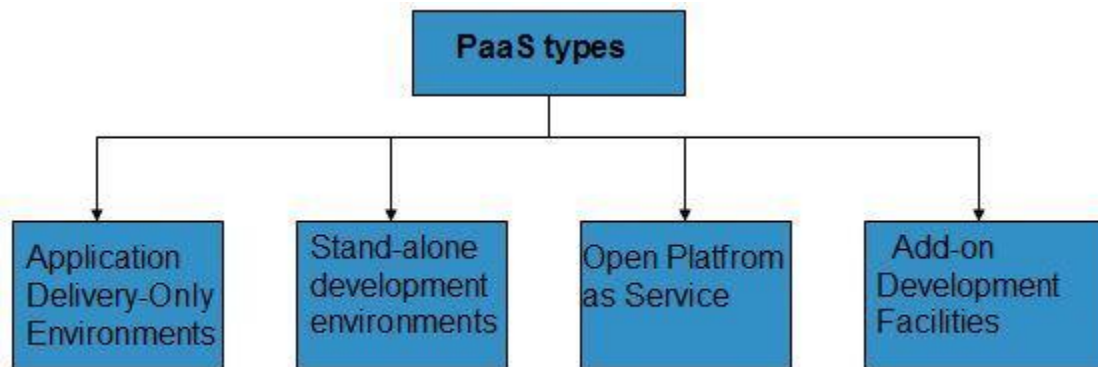 PaaS types
Application
Delivery-Only
Environments
Stand-alone
development
environments
Open Platfrom
as Service
Add-on
Development
Facilities